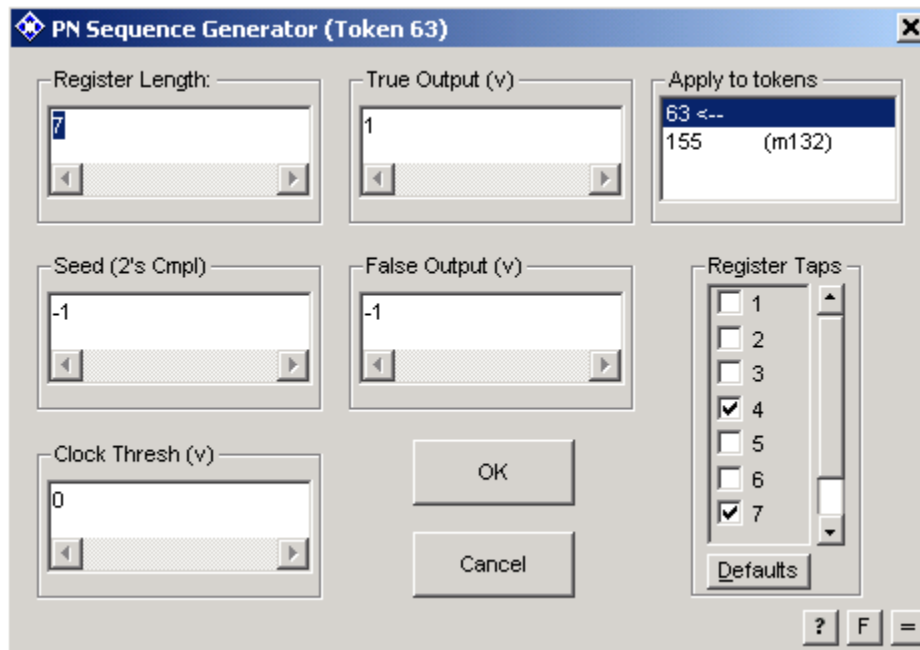 PN Sequence Generator (Token 63)
Register Length:
7
True Output (v)
1
Apply to tokens
63 <--
155 (m132)
Seed (2's Cmpl)
-1
False Output (v)
-1
Register Taps
1
2
3
4
5
6
7
Defaults
Clock Thresh (v)
0
OK
Cancel
? F =